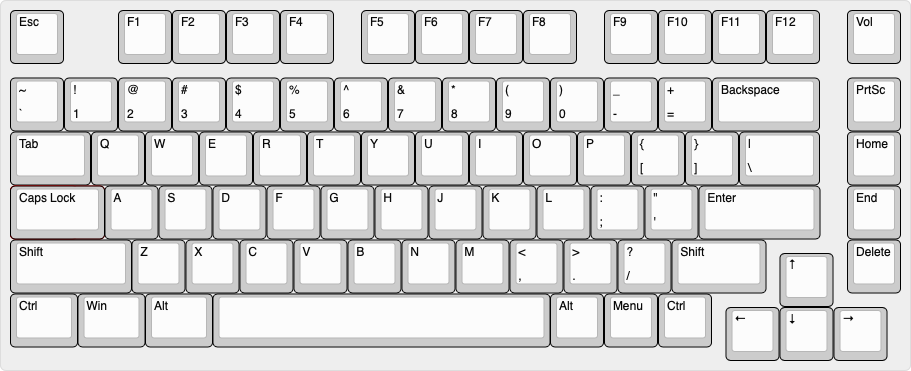 Esc F1 F2 F3 F4 F5 F6 F7 F8 F9 F10 F11 F12 Vol
~ ! @ # $ % ^ & * ( ) _ + Backspace PrtSc
` 1 2 3 4 5 6 7 8 9 0 - =
Tab Q W E R T Y U I O P { } | Home
[ ] \
Caps Lock A S D F G H J K L : " Enter End
; '
Shift Z X C V B N M < > ? Shift Delete
, . /
↑
Ctrl Win Alt Alt Menu Ctrl
← ↓ →